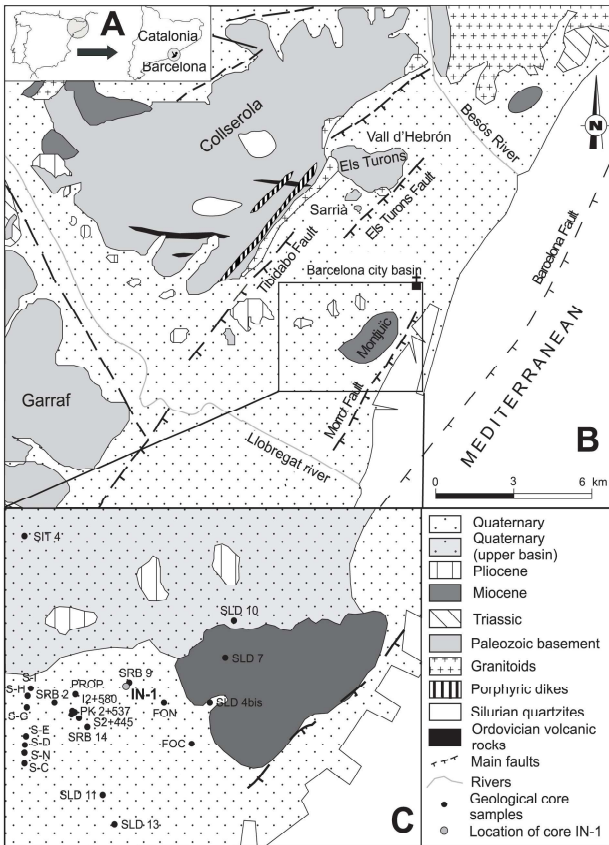 A
Catalonia
Barcelona
Collserola
Vall d'Hebrón
Els Turons
Besós River
N
Sarrià
Els Turons Fault
Tibidabo Fault
Barcelona city basin
Barcelona Fault
Montjuic
Morrot Fault
Garraf
Llobregat river
MEDITERRANEAN
B
0 3 6 km
SIT 4
SLD 10
SLD 7
SRB 9
S-I
S-H
SRB 2
PROP
I2+580
IN-1
SLD 4bis
S-G
PK 2+537
S2+445
FON
S-E
S-D
SRB 14
FOC
S-N
S-C
SLD 11
SLD 13
C
Quaternary
Quaternary
(upper basin)
Pliocene
Miocene
Triassic
Paleozoic basement
Granitoids
Porphyric dikes
Silurian quartzites
Ordovician volcanic
rocks
Main faults
Rivers
Geological core
samples
Location of core IN-1